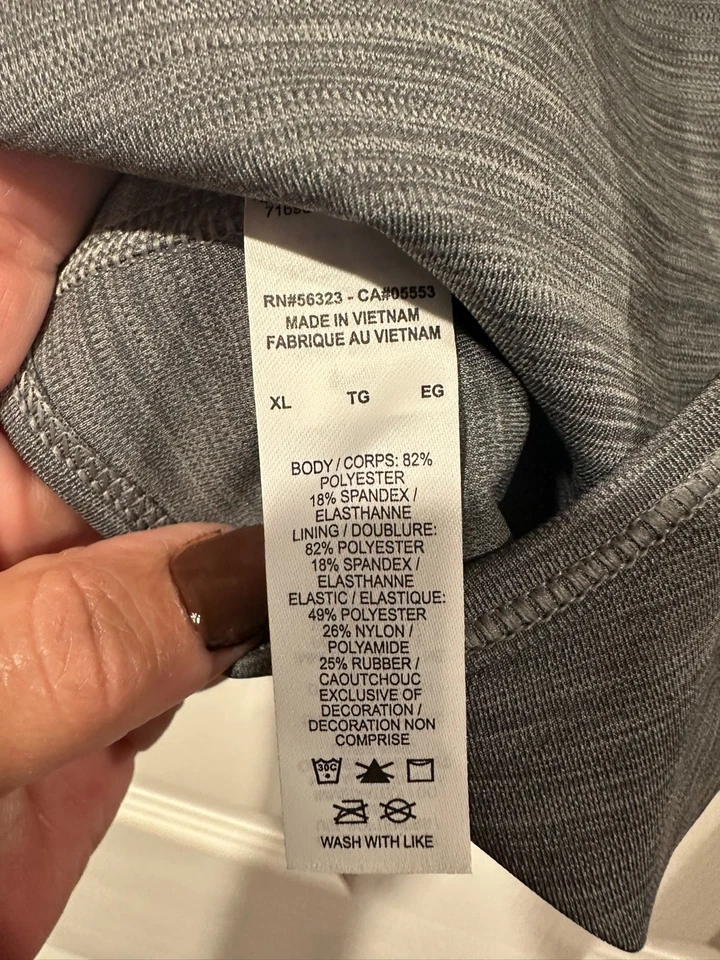 RN#56323 - CA#05553
MADE IN VIETNAM
FABRIQUE AU VIETNAM
XL TG EG
BODY / CORPS: 82%
POLYESTER
18% SPANDEX /
ELASTHANNE
LINING / DOUBLURE:
82% POLYESTER
18% SPANDEX /
ELASTHANNE
ELASTIC / ELASTIQUE:
49% POLYESTER
26% NYLON /
POLYAMIDE
25% RUBBER /
CAOUTCHOUC
EXCLUSIVE OF
DECORATION /
DECORATION NON
COMPRISE
30C
WASH WITH LIKE